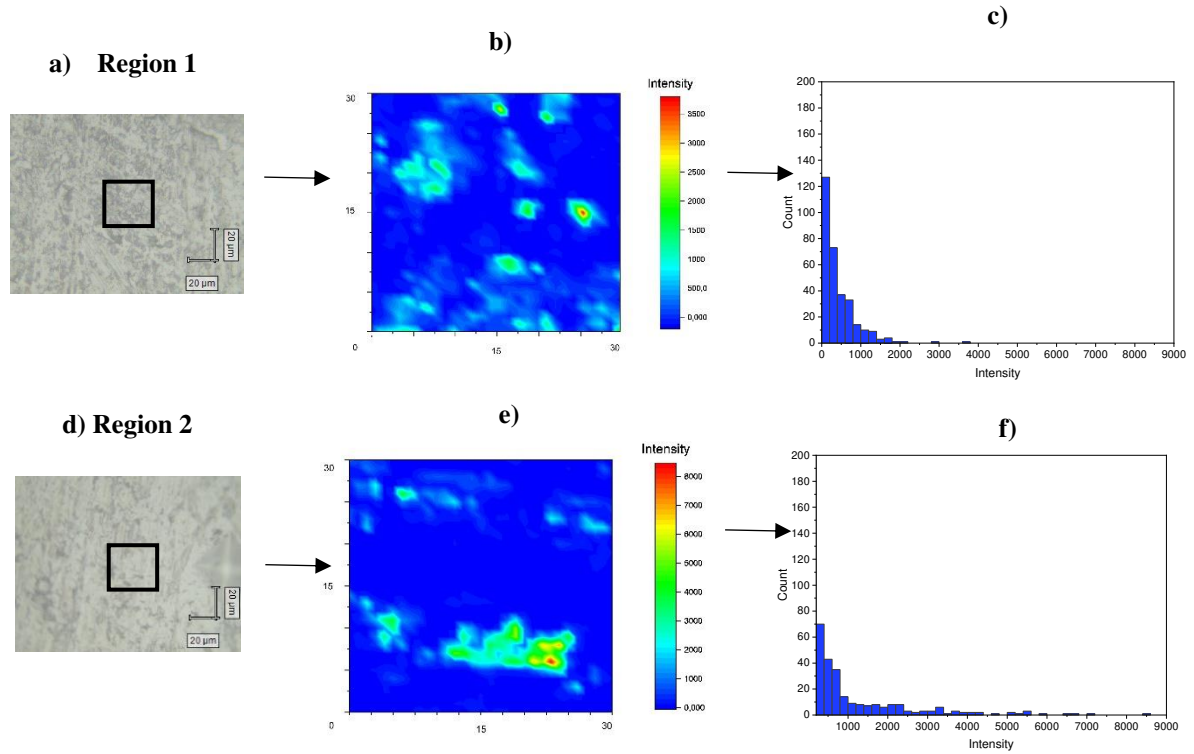 a) Region 1
b)
c)
20 µm
20 µm
Intensity
3500
3000
2500
2000
1500
1000
500,0
0,000
30
15
0
15
30
Count
200
180
160
140
120
100
80
60
40
20
0
0 1000 2000 3000 4000 5000 6000 7000 8000 9000
Intensity
d) Region 2
e)
f)
20 µm
20 µm
Intensity
8000
7000
6000
5000
4000
3000
2000
1000
0,000
30
15
0
15
30
Count
200
180
160
140
120
100
80
60
40
20
0
1000 2000 3000 4000 5000 6000 7000 8000 9000
Intensity